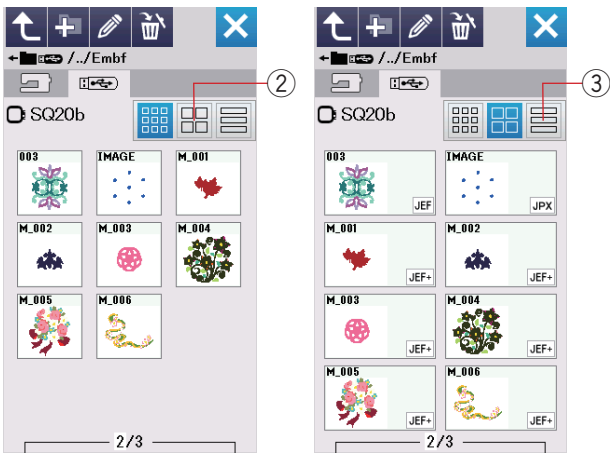 ←/../Embf
SQ20b
②
003 IMAGE M_001
M_002 M_003 M_004
M_005 M_006
2/3
←/../Embf
SQ20b
③
003 IMAGE
JEF JPX
M_001 M_002
JEF+ JEF+
M_003 M_004
JEF+ JEF+
M_005 M_006
JEF+ JEF+
2/3